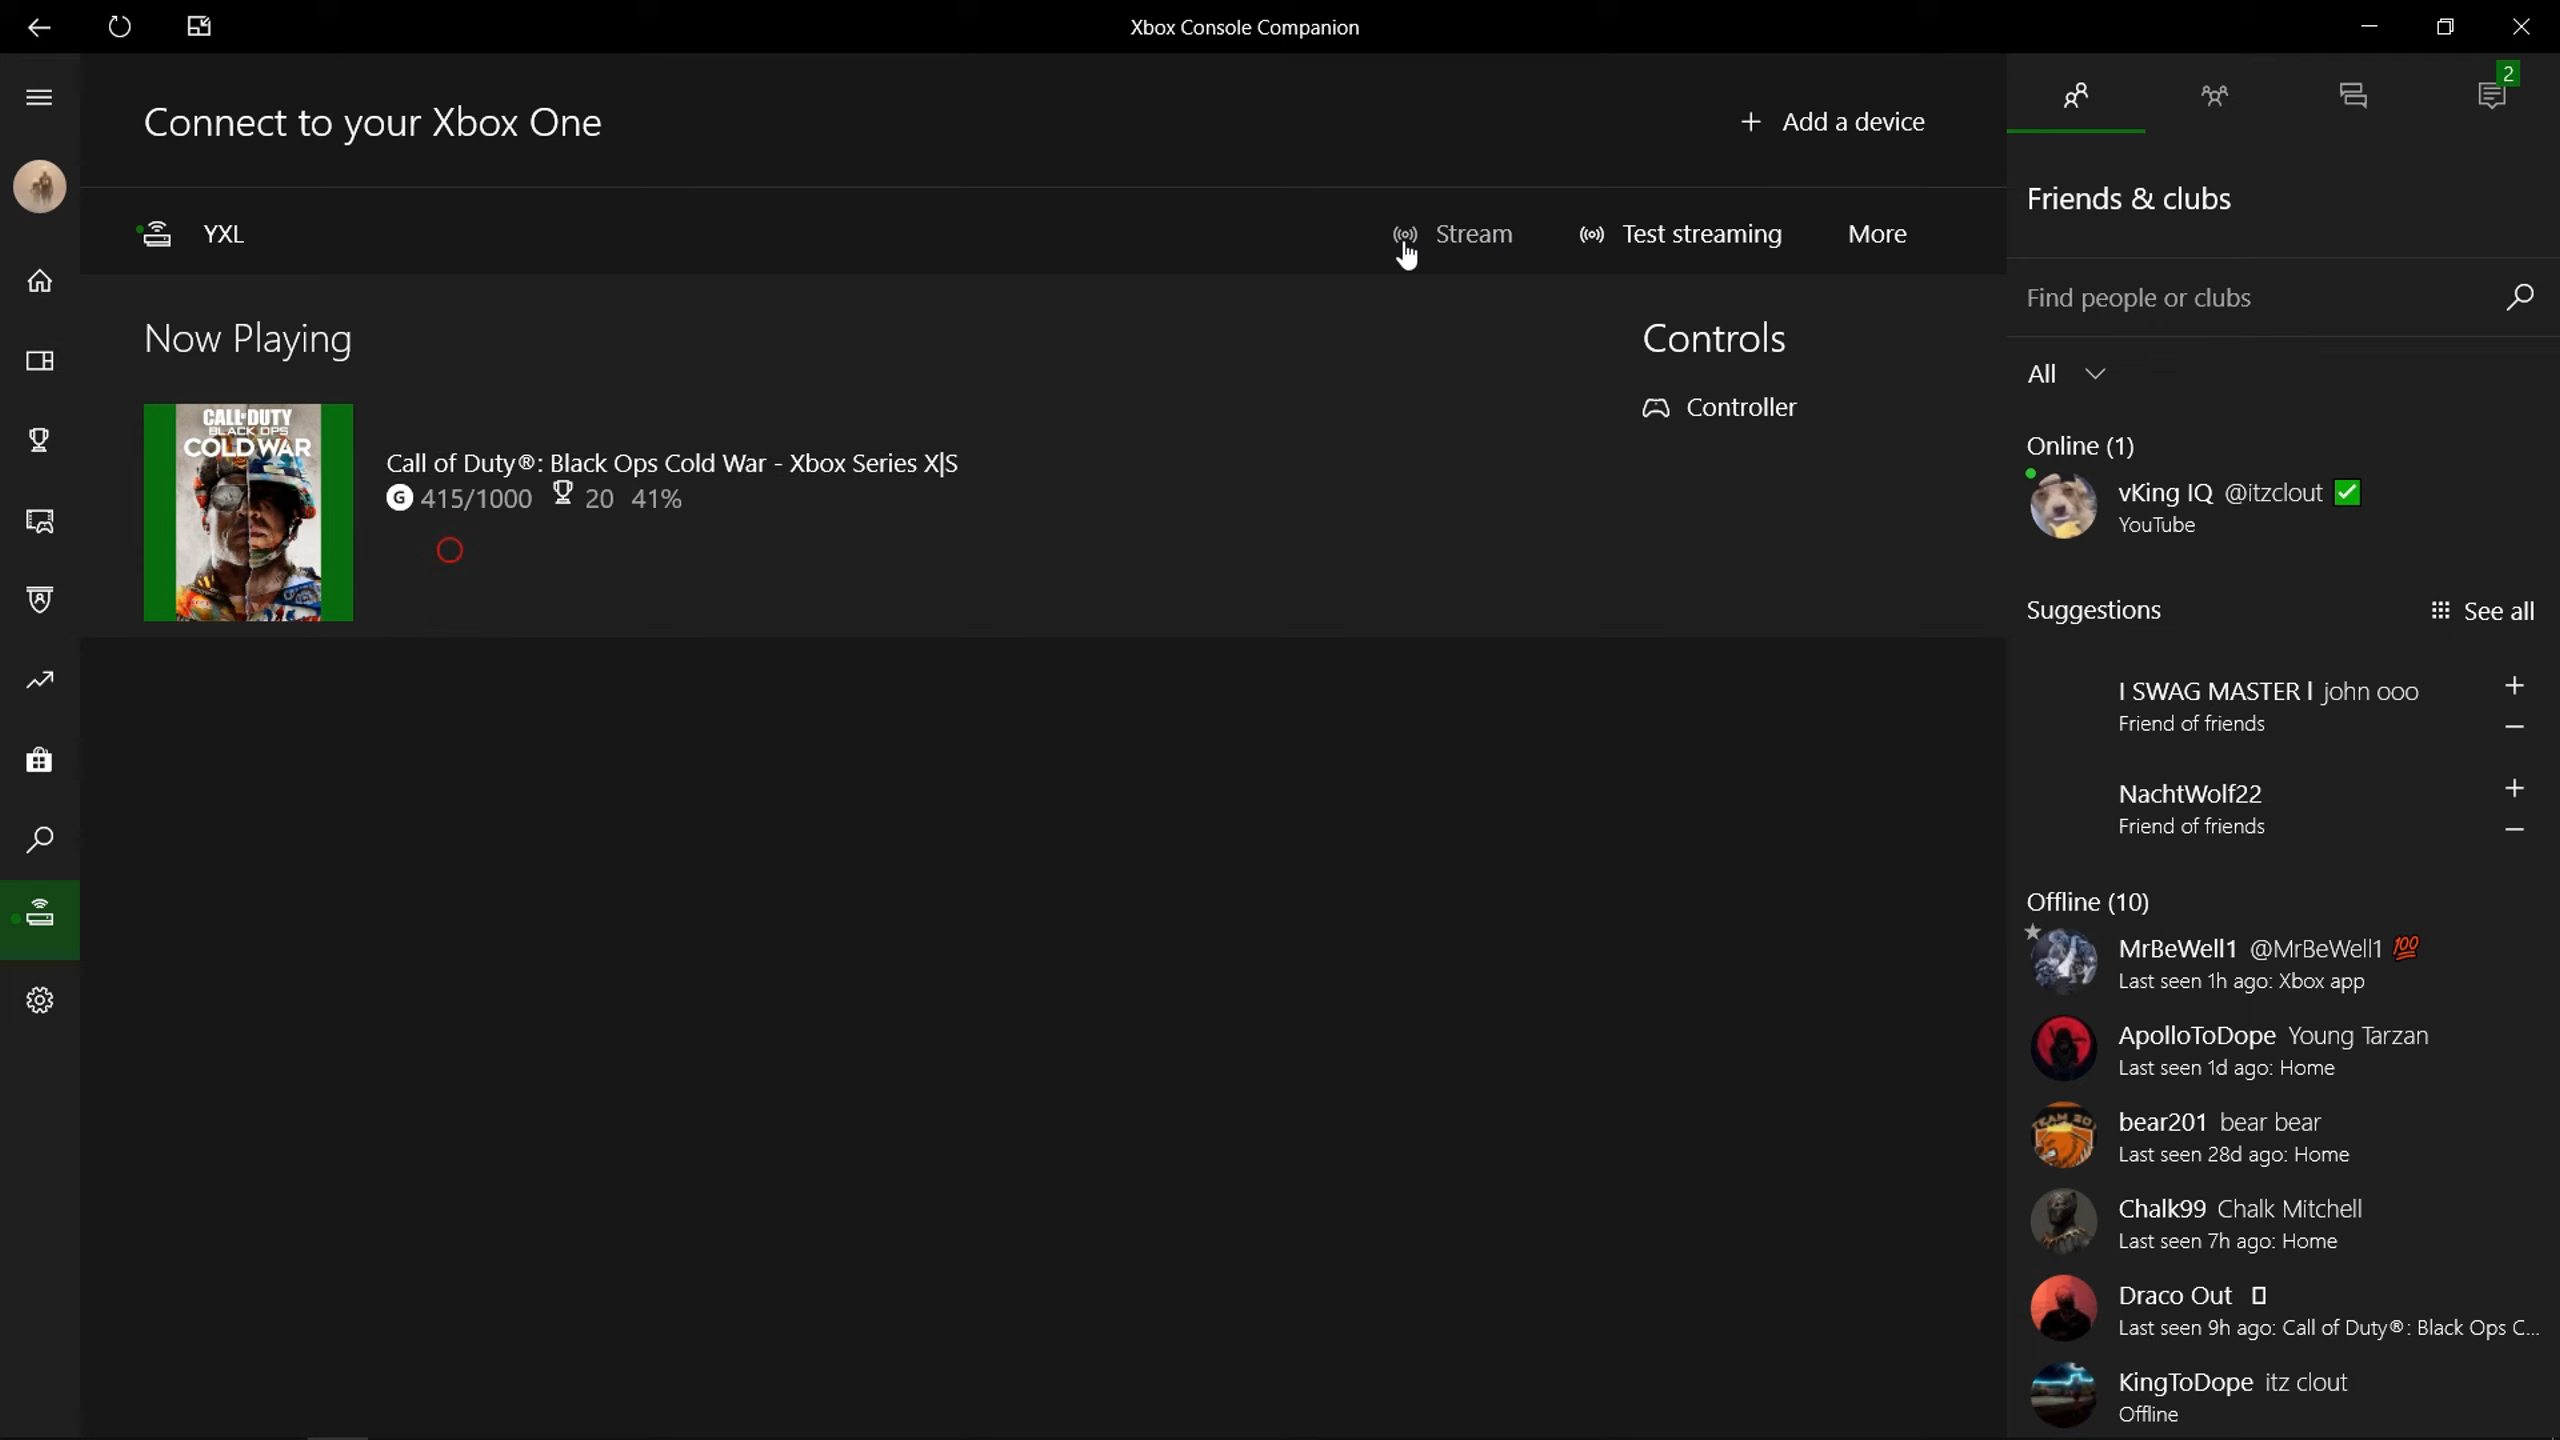 Xbox Console Companion
Connect to your Xbox One
+ Add a device
YXL
Stream
Test streaming
More
Now Playing
CALL OF DUTY
BLACK OPS
COLD WAR
Call of Duty®: Black Ops Cold War - Xbox Series X|S
G 415/1000 20 41%
Controls
Controller
2
Friends & clubs
Find people or clubs
All
Online (1)
vKing IQ @itzclout ✅
YouTube
Suggestions
See all
I SWAG MASTER I john ooo
Friend of friends
NachtWolf22
Friend of friends
Offline (10)
MrBeWell1 @MrBeWell1 💯
Last seen 1h ago: Xbox app
ApolloToDope Young Tarzan
Last seen 1d ago: Home
bear201 bear bear
Last seen 28d ago: Home
Chalk99 Chalk Mitchell
Last seen 7h ago: Home
Draco Out
Last seen 9h ago: Call of Duty®: Black Ops C...
KingToDope itz clout
Offline